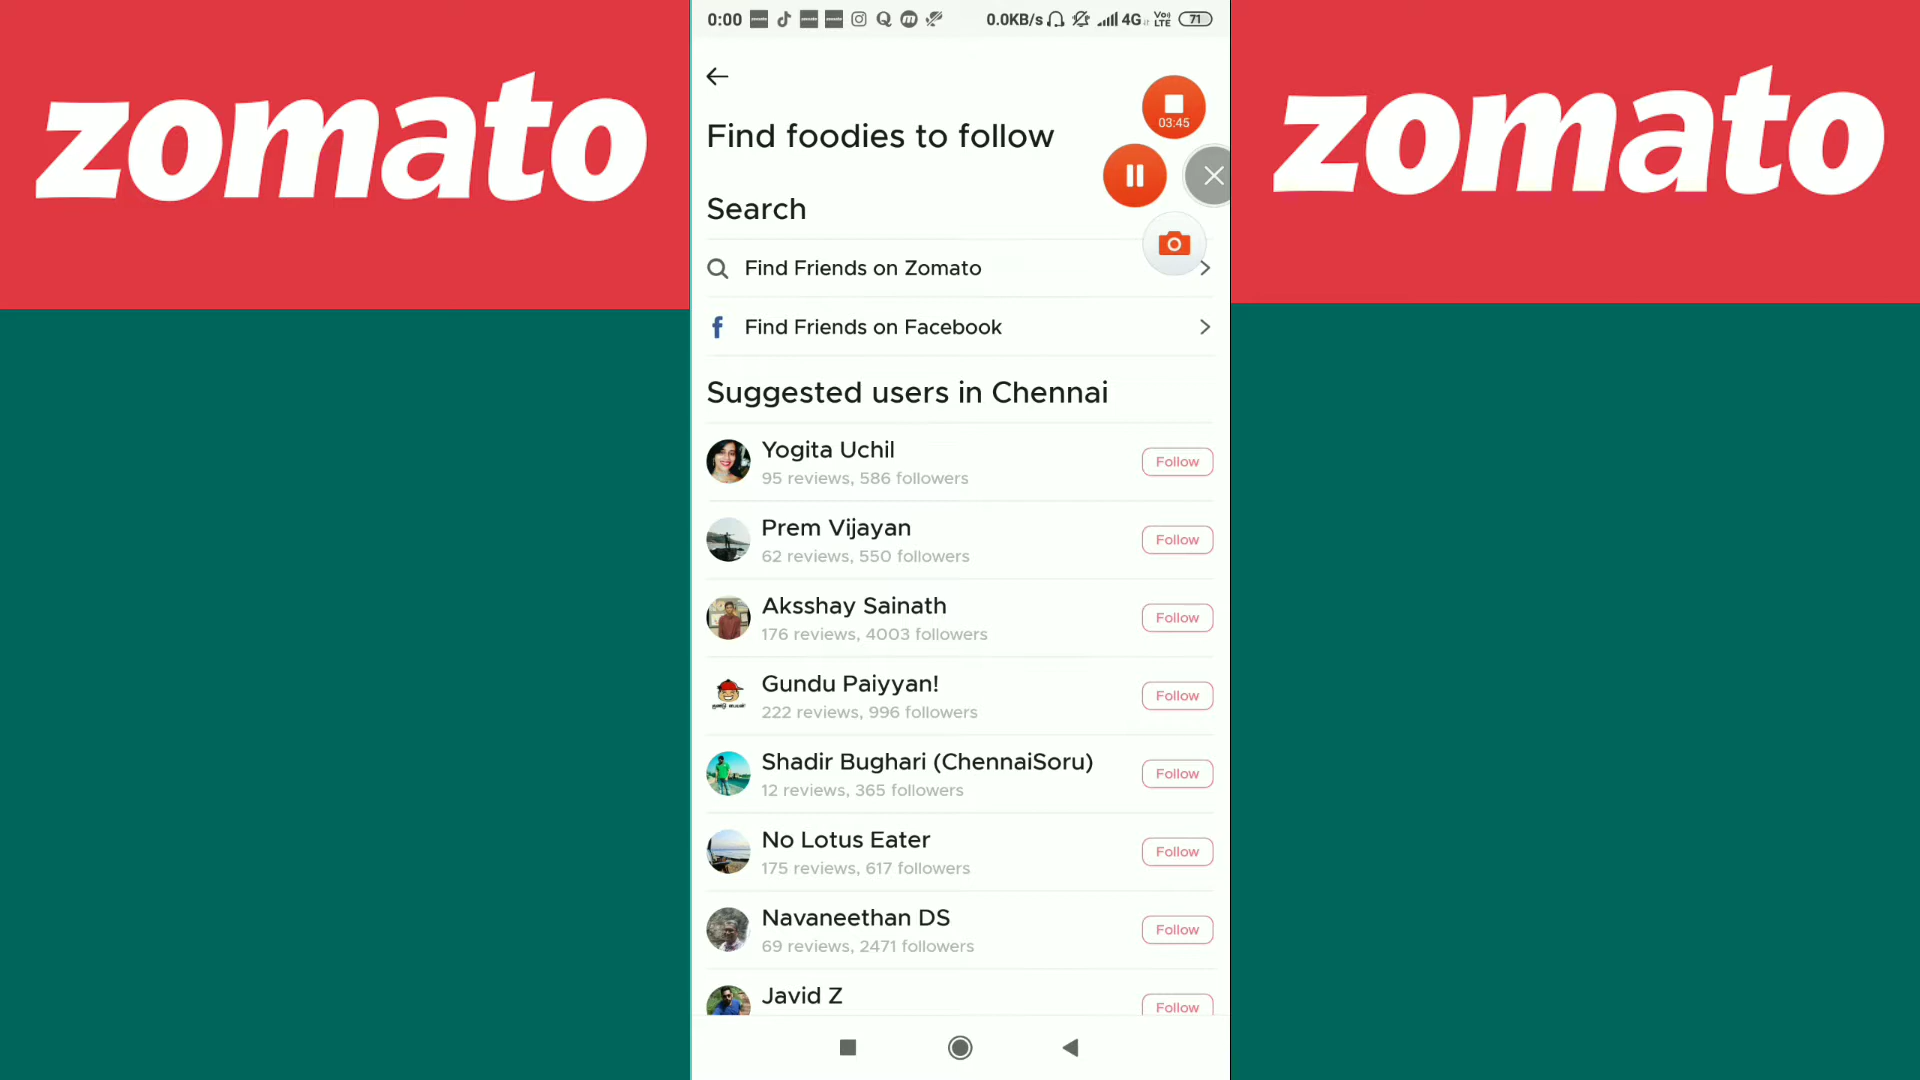 zomato
zomato
0:00
0.0KB/s
4G
Vo))
LTE
71
03:45
Find foodies to follow
Search
Find Friends on Zomato
Find Friends on Facebook
Suggested users in Chennai
Yogita Uchil
95 reviews, 586 followers
Follow
Prem Vijayan
62 reviews, 550 followers
Follow
Aksshay Sainath
176 reviews, 4003 followers
Follow
Gundu Paiyyan!
222 reviews, 996 followers
Follow
Shadir Bughari (ChennaiSoru)
12 reviews, 365 followers
Follow
No Lotus Eater
175 reviews, 617 followers
Follow
Navaneethan DS
69 reviews, 2471 followers
Follow
Javid Z
Follow